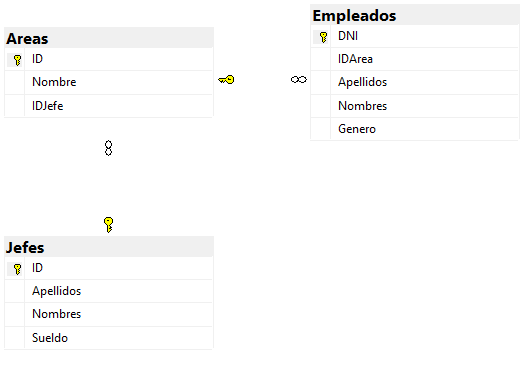 Areas
ID
Nombre
IDJefe
Empleados
DNI
IDArea
Apellidos
Nombres
Genero
Jefes
ID
Apellidos
Nombres
Sueldo